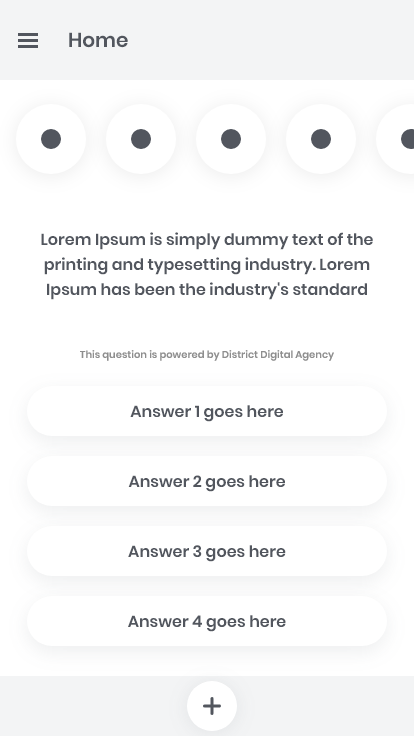 Home
Lorem Ipsum is simply dummy text of the
printing and typesetting industry. Lorem
Ipsum has been the industry's standard
This question is powered by District Digital Agency
Answer 1 goes here
Answer 2 goes here
Answer 3 goes here
Answer 4 goes here